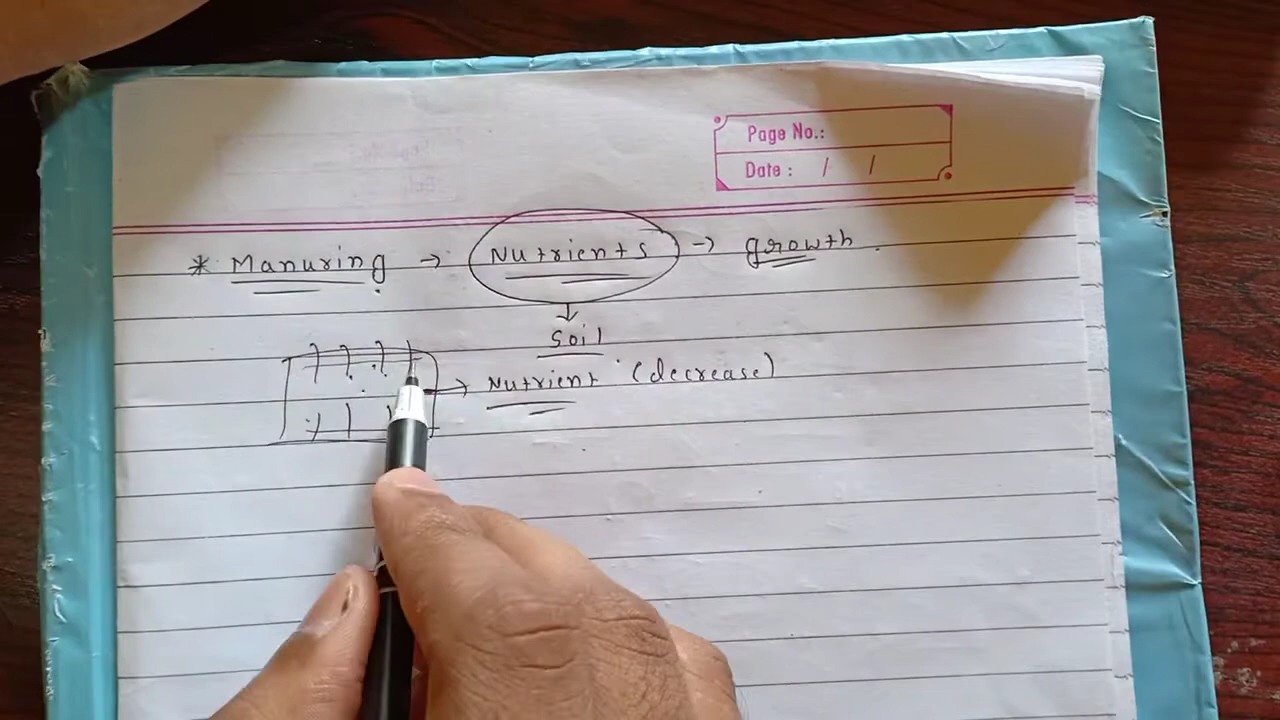 Page No.:
Date : / /
* Manuring → Nutrients → growth.
↓
Soil
→ Nutrient (decrease)